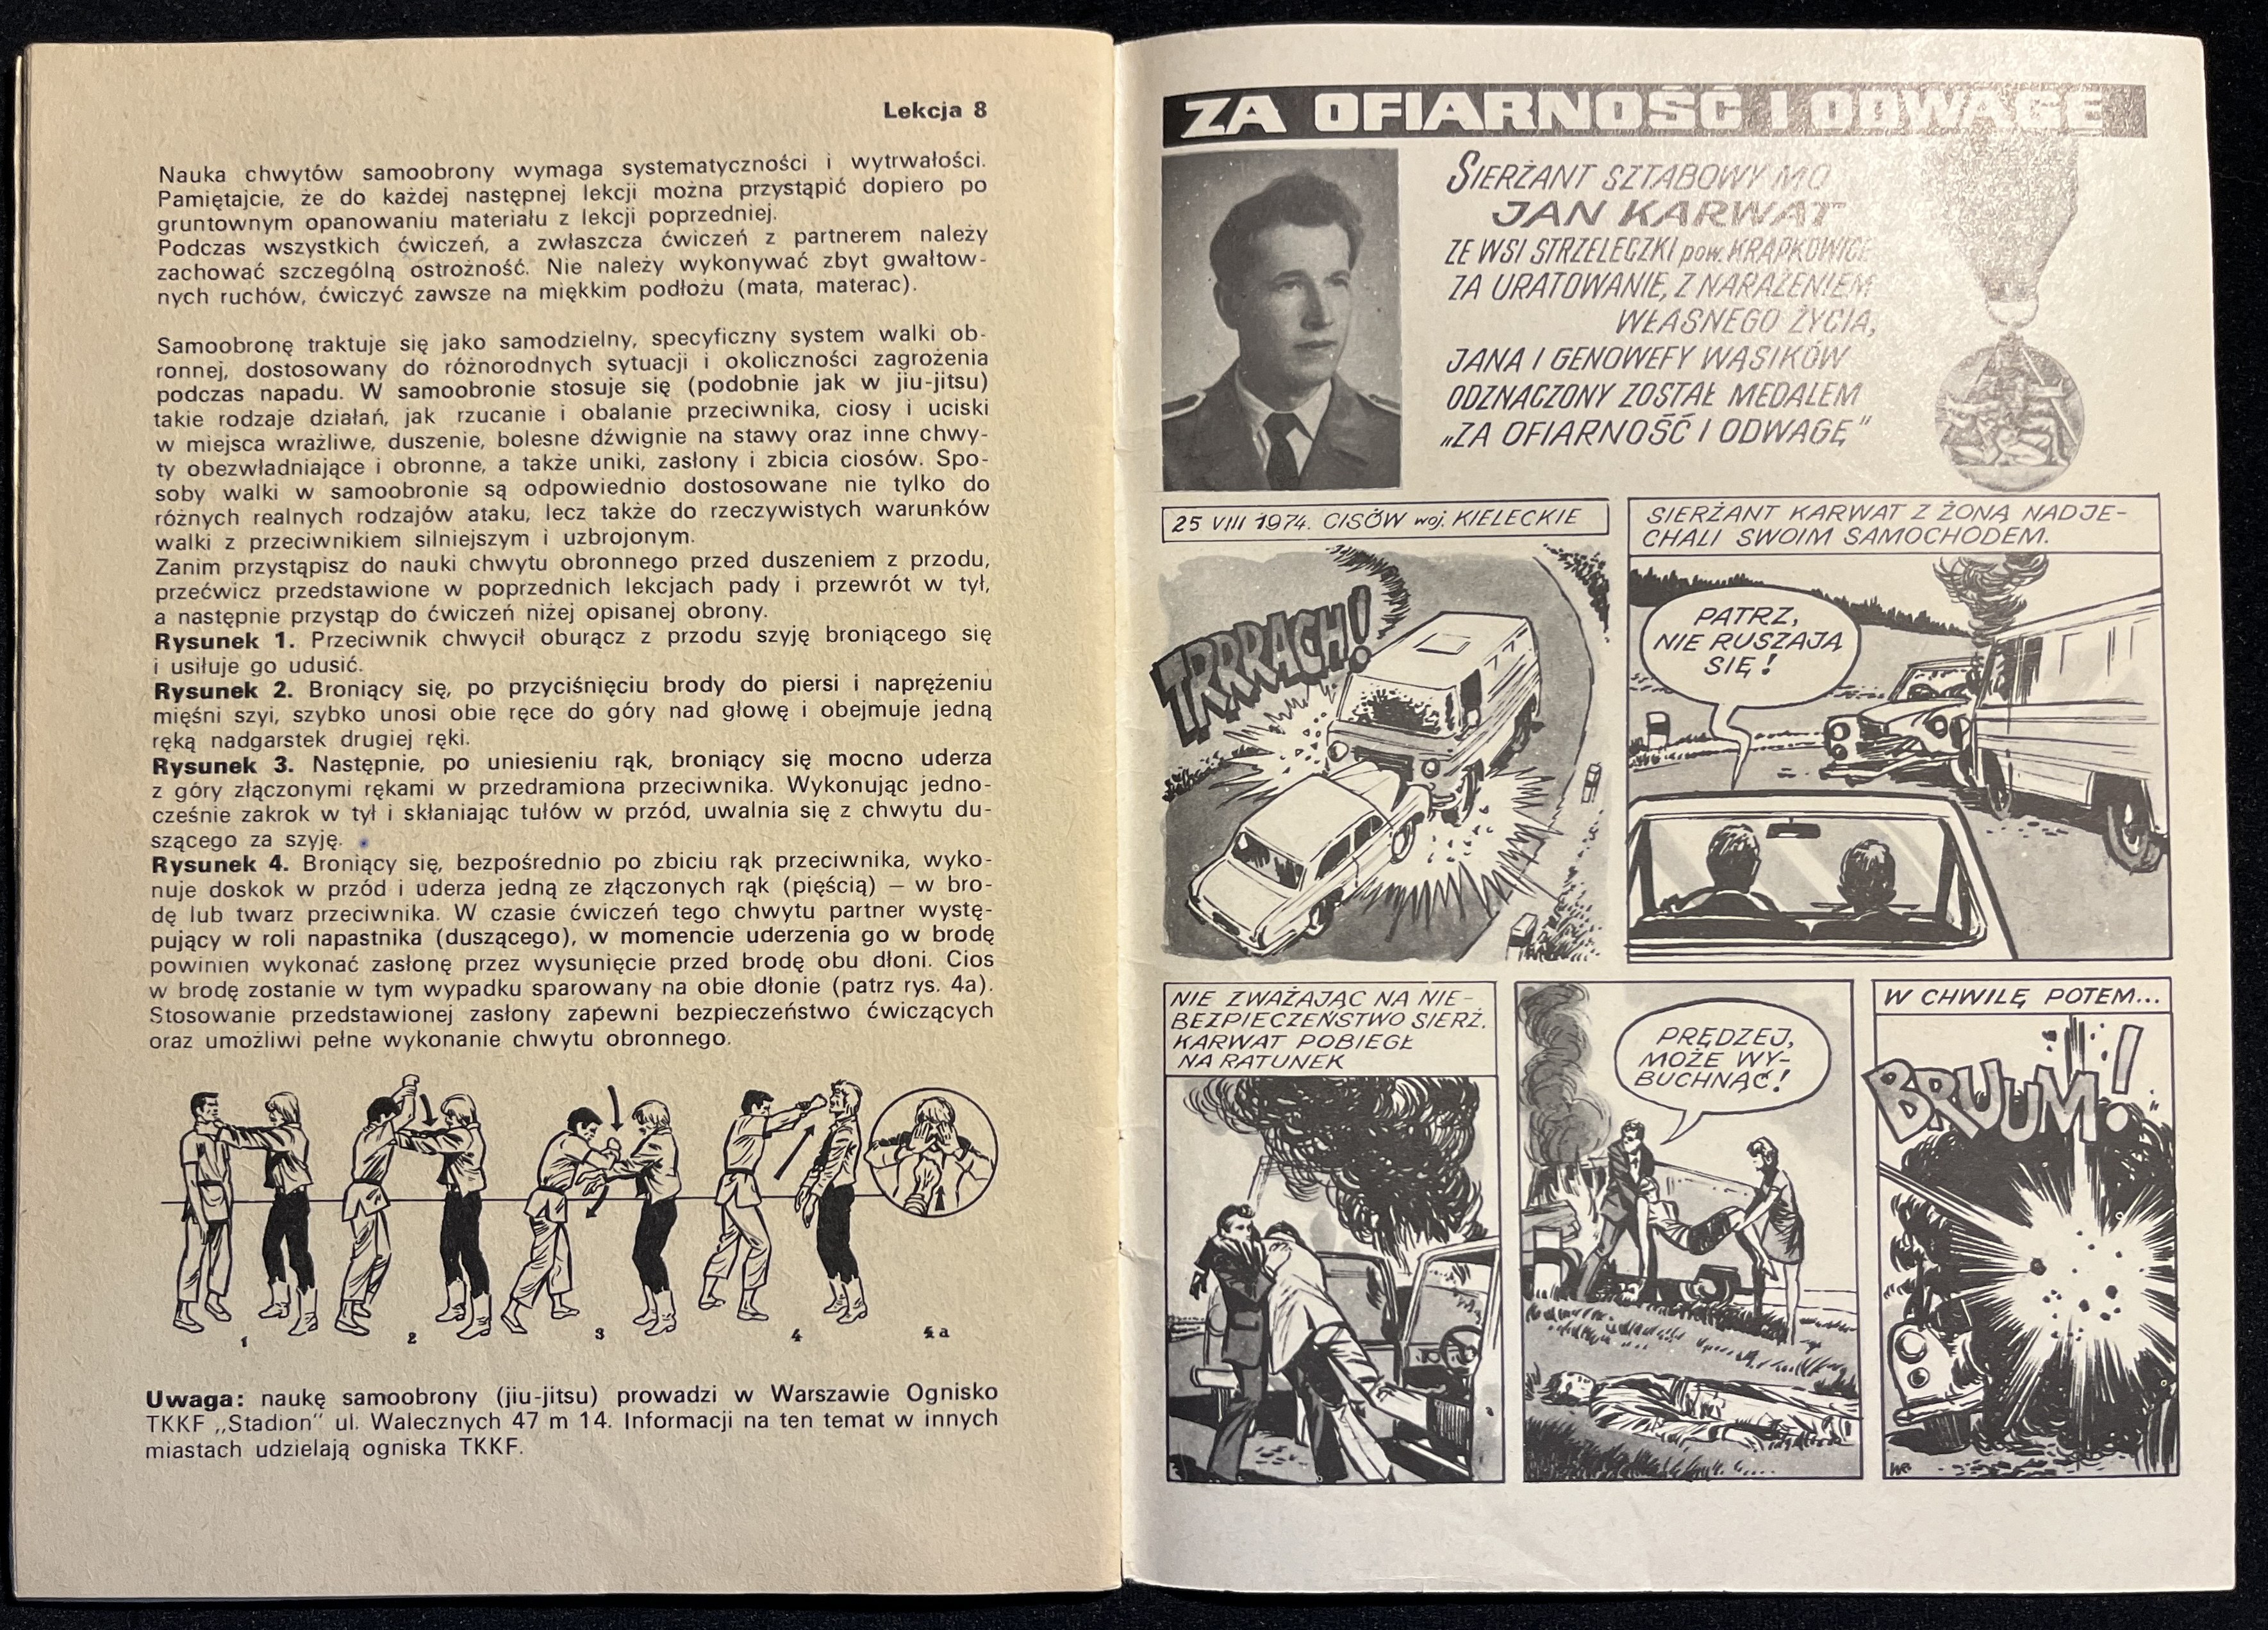 Lekcja 8
Nauka chwytów samoobrony wymaga systematyczności i wytrwałości.
Pamiętajcie, że do każdej następnej lekcji można przystąpić dopiero po
gruntownym opanowaniu materiału z lekcji poprzedniej.
Podczas wszystkich ćwiczeń, a zwłaszcza ćwiczeń z partnerem należy
zachować szczególną ostrożność. Nie należy wykonywać zbyt gwałtow-
nych ruchów, ćwiczyć zawsze na miękkim podłożu (mata, materac).
Samoobronę traktuje się jako samodzielny, specyficzny system walki ob-
ronnej, dostosowany do różnorodnych sytuacji i okoliczności zagrożenia
podczas napadu. W samoobronie stosuje się (podobnie jak w jiu-jitsu)
takie rodzaje działań, jak rzucanie i obalanie przeciwnika, ciosy i uciski
w miejsca wrażliwe, duszenie, bolesne dźwignie na stawy oraz inne chwy-
ty obezwładniające i obronne, a także uniki, zasłony i zbicia ciosów. Spo-
soby walki w samoobronie są odpowiednio dostosowane nie tylko do
różnych realnych rodzajów ataku, lecz także do rzeczywistych warunków
walki z przeciwnikiem silniejszym i uzbrojonym.
Zanim przystąpisz do nauki chwytu obronnego przed duszeniem z przodu,
przećwicz przedstawione w poprzednich lekcjach pady i przewrót w tył,
a następnie przystąp do ćwiczeń niżej opisanej obrony.
Rysunek 1. Przeciwnik chwycił oburącz z przodu szyję broniącego się
i usiłuje go udusić.
Rysunek 2. Broniący się, po przyciśnięciu brody do piersi i naprężeniu
mięśni szyi, szybko unosi obie ręce do góry nad głowę i obejmuje jedną
ręką nadgarstek drugiej ręki.
Rysunek 3. Następnie, po uniesieniu rąk, broniący się mocno uderza
z góry złączonymi rękami w przedramiona przeciwnika. Wykonując jedno-
cześnie zakrok w tył i skłaniając tułów w przód, uwalnia się z chwytu du-
szącego za szyję.
Rysunek 4. Broniący się, bezpośrednio po zbiciu rąk przeciwnika, wyko-
nuje doskok w przód i uderza jedną ze złączonych rąk (pięścią) – w bro-
dę lub twarz przeciwnika. W czasie ćwiczeń tego chwytu partner wystę-
pujący w roli napastnika (duszącego), w momencie uderzenia go w brodę
powinien wykonać zasłonę przez wysunięcie przed brodę obu dłoni. Cios
w brodę zostanie w tym wypadku sparowany na obie dłonie (patrz rys. 4a).
Stosowanie przedstawionej zasłony zapewni bezpieczeństwo ćwiczących
oraz umożliwi pełne wykonanie chwytu obronnego.
1 2 3 4 4a
Uwaga: naukę samoobrony (jiu-jitsu) prowadzi w Warszawie Ognisko
TKKF „Stadion" ul. Walecznych 47 m 14. Informacji na ten temat w innych
miastach udzielają ogniska TKKF.
ZA OFIARNOŚĆ I ODWAGĘ
SIERŻANT SZTABOWY MO
JAN KARWAT
ZE WSI STRZELECZKI pow. KRAPKOWICE
ZA URATOWANIE, Z NARAŻENIEM
WŁASNEGO ŻYCIA,
JANA I GENOWEFY WĄSIKÓW
ODZNACZONY ZOSTAŁ MEDALEM
„ZA OFIARNOŚĆ I ODWAGĘ"
25 VIII 1974. CISÓW woj. KIELECKIE
TRRRACH!
SIERŻANT KARWAT Z ŻONĄ NADJE-
CHALI SWOIM SAMOCHODEM.
PATRZ,
NIE RUSZAJĄ
SIĘ!
NIE ZWAŻAJĄC NA NIE-
BEZPIECZEŃSTWO SIERŻ.
KARWAT POBIEGŁ
NA RATUNEK
PRĘDZEJ,
MOŻE WY-
BUCHNĄĆ!
W CHWILĘ POTEM...
BRUUM!